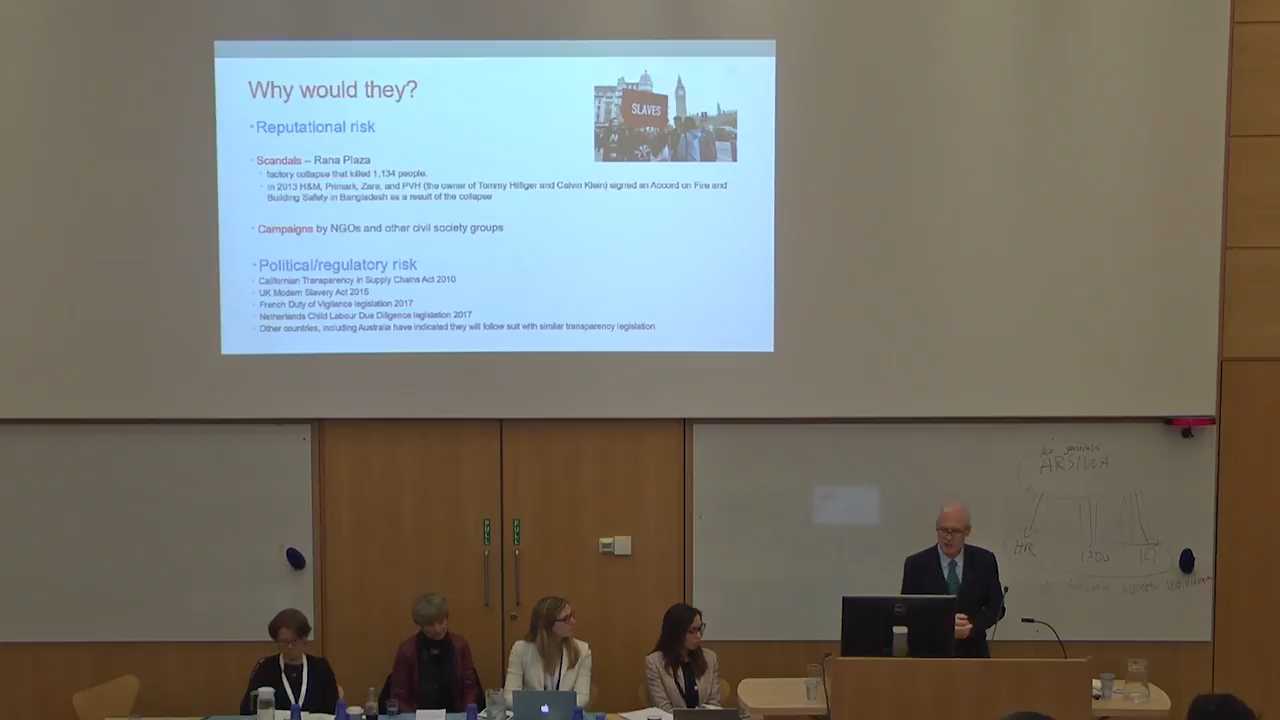 Why would they?
SLAVES
Reputational risk
Scandals – Rana Plaza
factory collapse that killed 1,134 people.
in 2013 H&M, Primark, Zara, and PVH (the owner of Tommy Hilfiger and Calvin Klein) signed an Accord on Fire and
Building Safety in Bangladesh as a result of the collapse
Campaigns by NGOs and other civil society groups
Political/regulatory risk
Californian Transparency in Supply Chains Act 2010
UK Modern Slavery Act 2015
French Duty of Vigilance legislation 2017
Netherlands Child Labour Due Diligence legislation 2017
Other countries, including Australia have indicated they will follow suit with similar transparency legislation
lex generalis
ARSIWA
HR
PULL
PULL
DELL